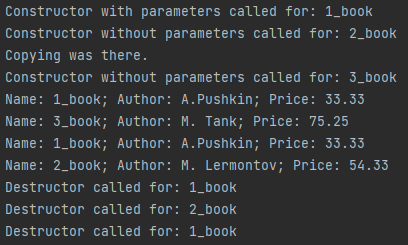 Constructor with parameters called for: 1_book
Constructor without parameters called for: 2_book
Copying was there.
Constructor without parameters called for: 3_book
Name: 1_book; Author: A.Pushkin; Price: 33.33
Name: 3_book; Author: M. Tank; Price: 75.25
Name: 1_book; Author: A.Pushkin; Price: 33.33
Name: 2_book; Author: M. Lermontov; Price: 54.33
Destructor called for: 1_book
Destructor called for: 2_book
Destructor called for: 1_book